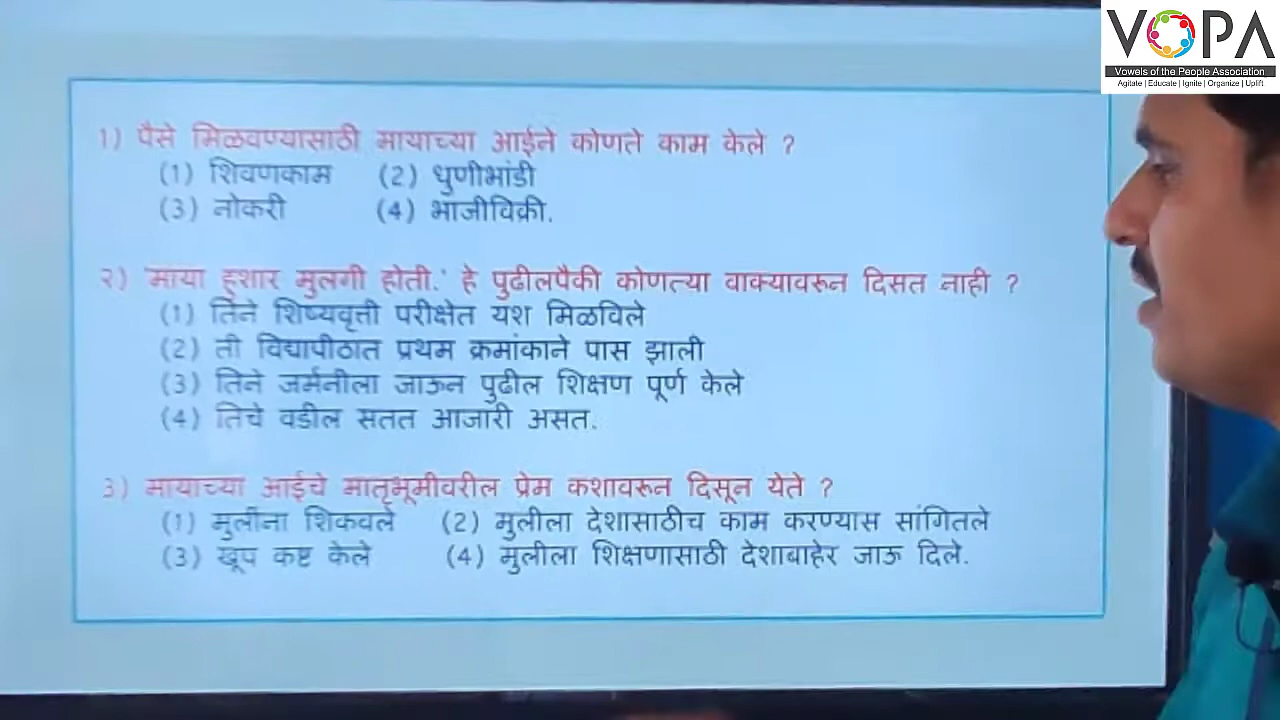 VOPA
Vowels of the People Association
Agitate | Educate | Ignite | Organize | Uplift
1) पैसे मिळवण्यासाठी मायाच्या आईने कोणते काम केले ?
(1) शिवणकाम (2) धुणीभांडी
(3) नोकरी (4) भाजीविक्री.
२) 'माया हुशार मुलगी होती.' हे पुढीलपैकी कोणत्या वाक्यावरून दिसत नाही ?
(1) तिने शिष्यवृत्ती परीक्षेत यश मिळविले
(2) ती विद्यापीठात प्रथम क्रमांकाने पास झाली
(3) तिने जर्मनीला जाऊन पुढील शिक्षण पूर्ण केले
(4) तिचे वडील सतत आजारी असत.
3) मायाच्या आईचे मातृभूमीवरील प्रेम कशावरून दिसून येते ?
(1) मुलींना शिकवले (2) मुलीला देशासाठीच काम करण्यास सांगितले
(3) खूप कष्ट केले (4) मुलीला शिक्षणासाठी देशाबाहेर जाऊ दिले.